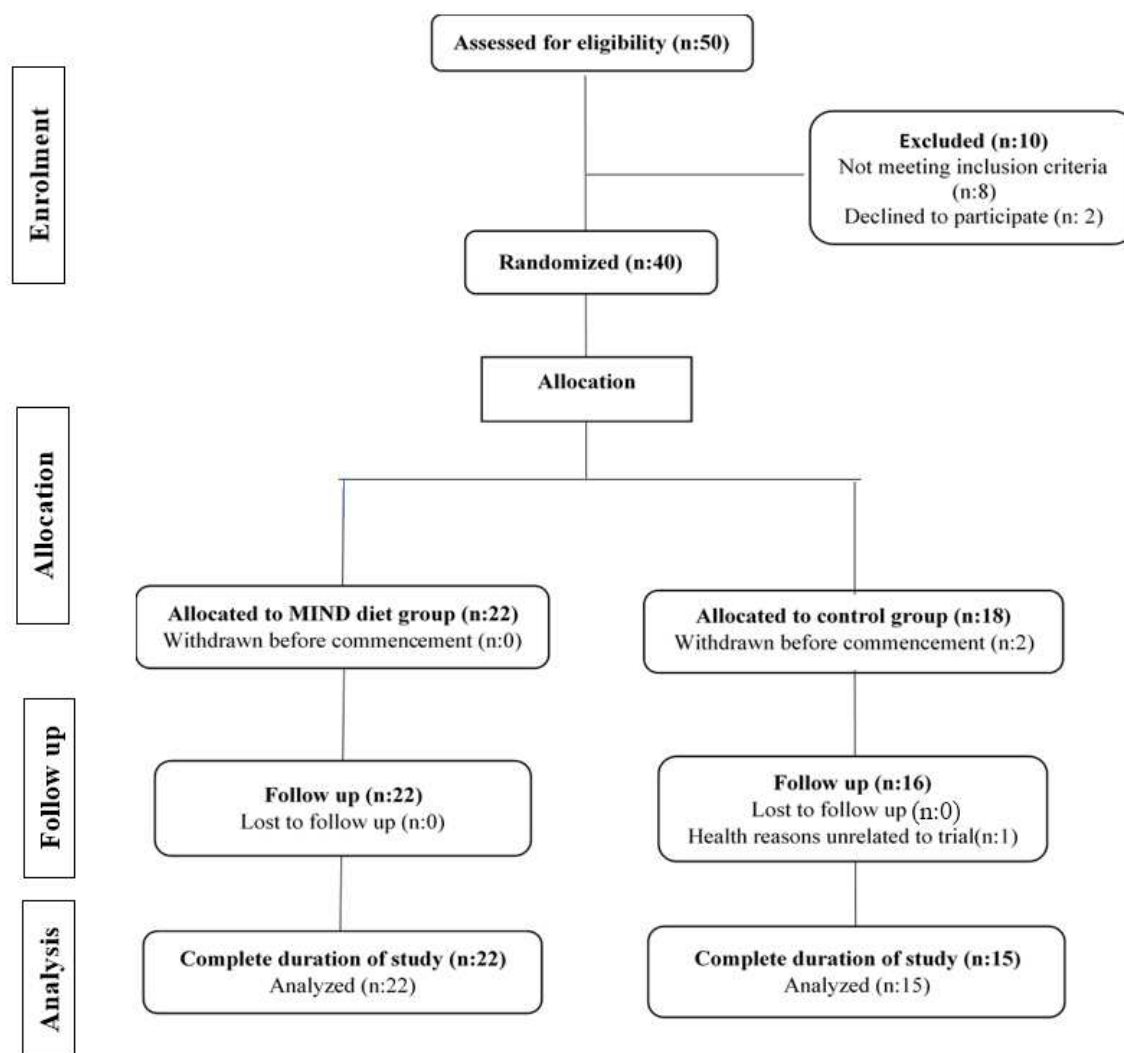 Assessed for eligibility (n:50)
Enrolment
Excluded (n:10)
Not meeting inclusion criteria
(n:8)
Declined to participate (n: 2)
Randomized (n:40)
Allocation
Allocation
Allocated to MIND diet group (n:22)
Withdrawn before commencement (n:0)
Allocated to control group (n:18)
Withdrawn before commencement (n:2)
Follow up
Follow up (n:22)
Lost to follow up (n:0)
Follow up (n:16)
Lost to follow up (n:0)
Health reasons unrelated to trial(n:1)
Analysis
Complete duration of study (n:22)
Analyzed (n:22)
Complete duration of study (n:15)
Analyzed (n:15)